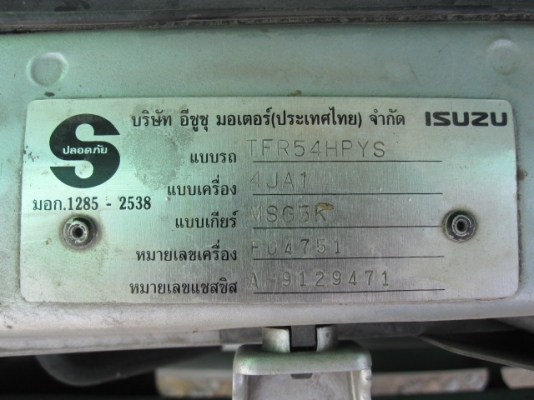 บริษัท อีซูซุ มอเตอร์(ประเทศไทย) จำกัด ISUZU
S
ปลอดภัย
แบบรถ TFR54HPYS
แบบเครื่อง 4JA1
มอก.1285 - 2538
แบบเกียร์ MSG5K
หมายเลขเครื่อง
หมายเลขแชสซิส